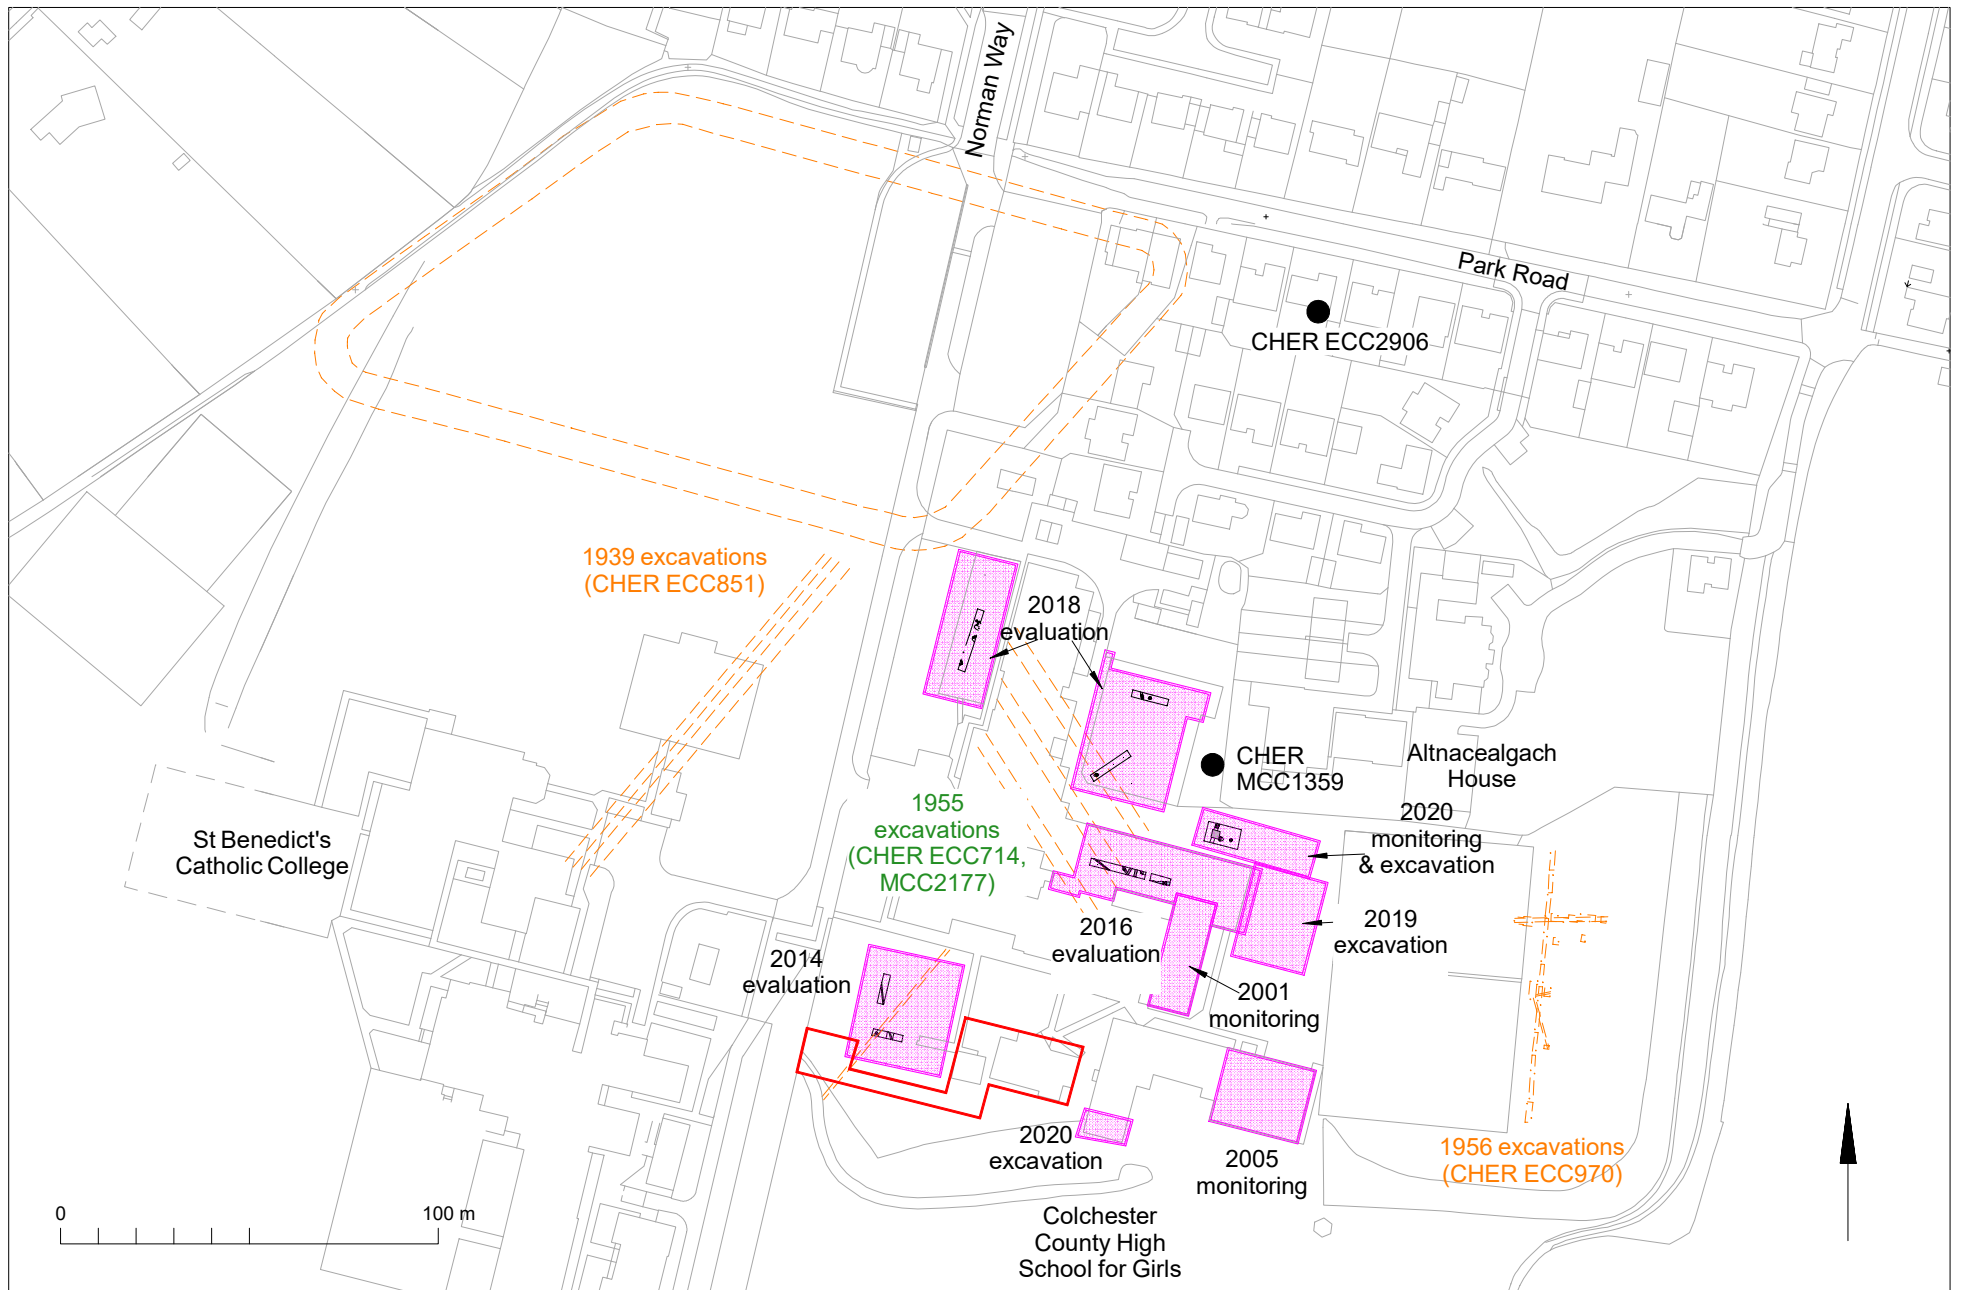 Norman Way
Park Road
CHER ECC2906
1939 excavations
(CHER ECC851)
2018
evaluation
CHER
MCC1359
Altnacealgach
House
1955
excavations
(CHER ECC714,
MCC2177)
2020
monitoring
& excavation
St Benedict's
Catholic College
2016
evaluation
2019
excavation
2014
evaluation
2001
monitoring
2020
excavation
2005
monitoring
1956 excavations
(CHER ECC970)
0
100 m
Colchester
County High
School for Girls